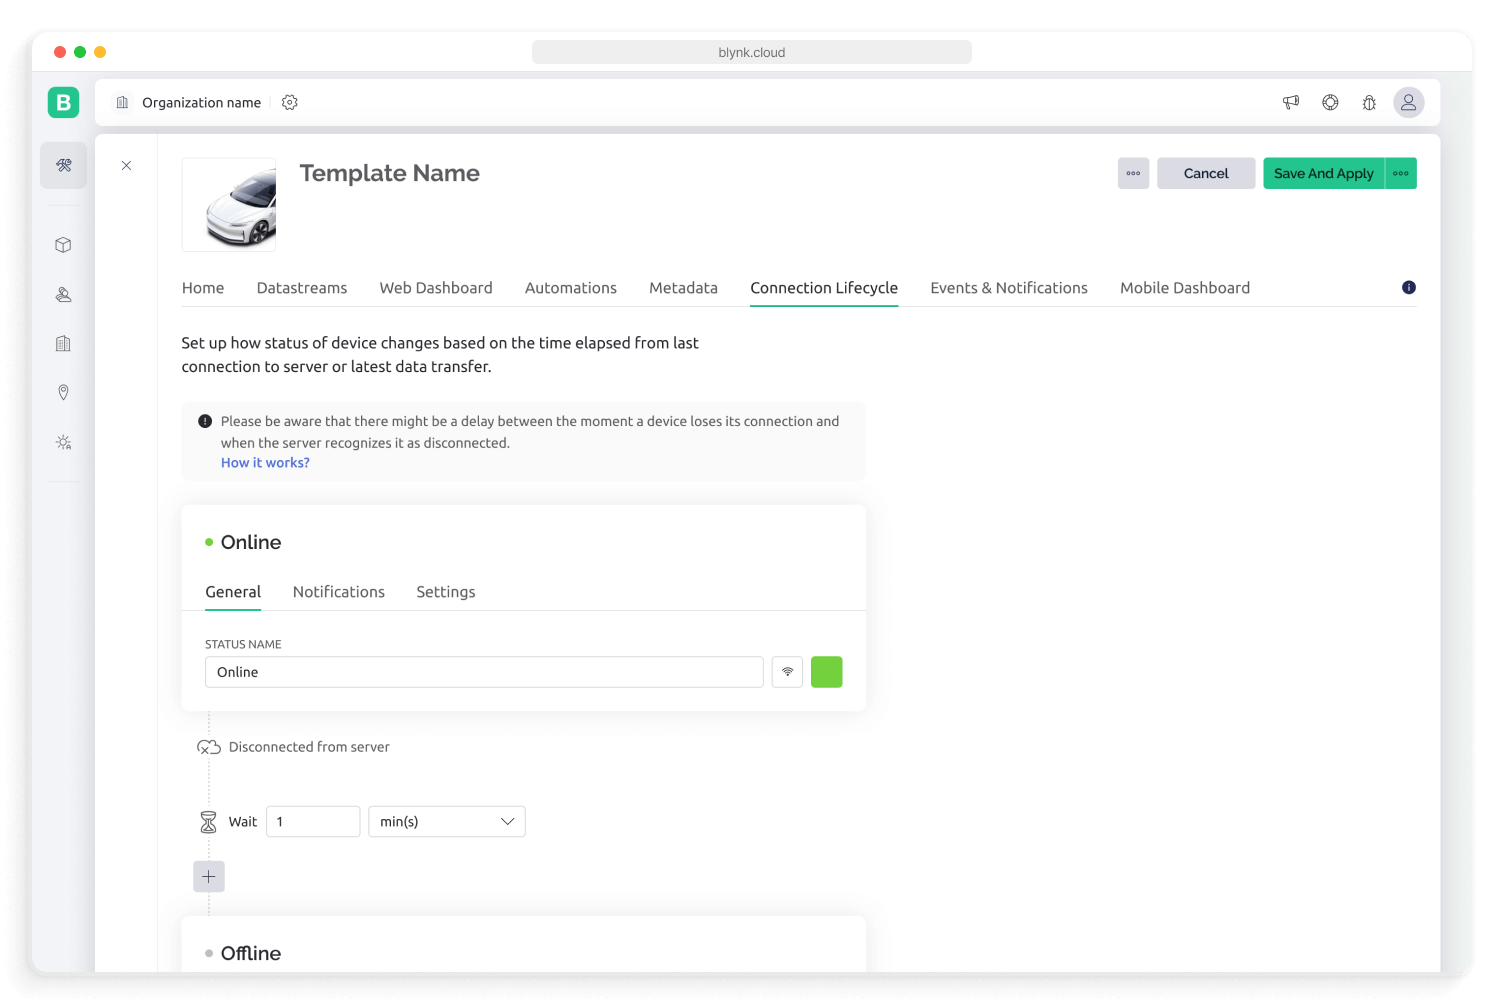 blynk.cloud
B
Organization name
Template Name
Cancel
Save And Apply
Home
Datastreams
Web Dashboard
Automations
Metadata
Connection Lifecycle
Events & Notifications
Mobile Dashboard
Set up how status of device changes based on the time elapsed from last
connection to server or latest data transfer.
Please be aware that there might be a delay between the moment a device loses its connection and
when the server recognizes it as disconnected.
How it works?
Online
General
Notifications
Settings
STATUS NAME
Online
Disconnected from server
Wait
1
min(s)
Offline